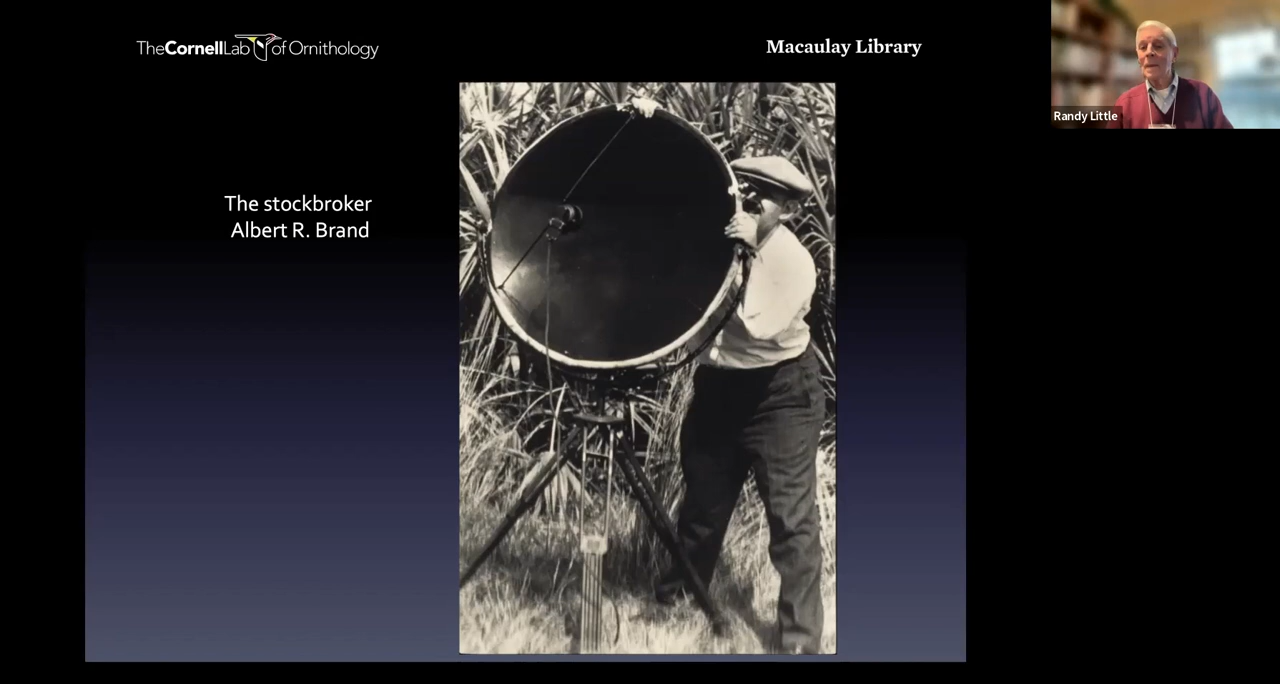 TheCornellLab of Ornithology
Macaulay Library
Randy Little
The stockbroker
Albert R. Brand